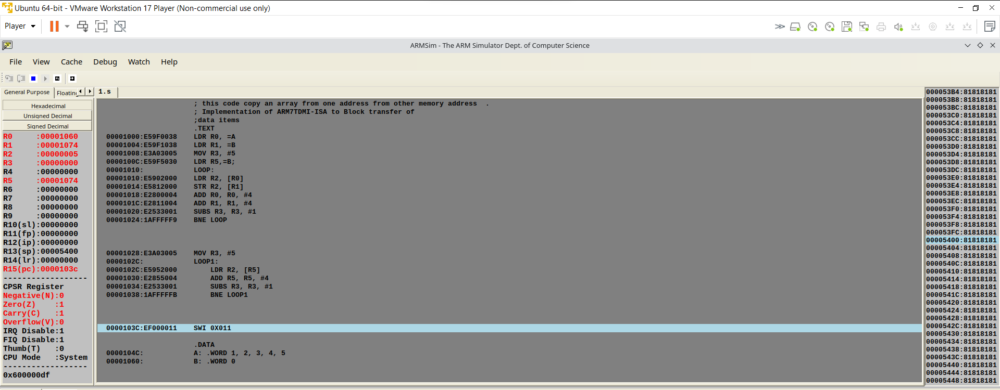 Ubuntu 64-bit - VMware Workstation 17 Player (Non-commercial use only)
Player
ARMSim - The ARM Simulator Dept. of Computer Science
File View Cache Debug Watch Help
General Purpose Floating
1.s
Hexadecimal
Unsigned Decimal
Signed Decimal
R0 :00001060
R1 :00001074
R2 :00000005
R3 :00000000
R4 :00000000
R5 :00001074
R6 :00000000
R7 :00000000
R8 :00000000
R9 :00000000
R10(sl):00000000
R11(fp):00000000
R12(ip):00000000
R13(sp):00005400
R14(lr):00000000
R15(pc):0000103c
------------------
CPSR Register
Negative(N):0
Zero(Z) :1
Carry(C) :1
Overflow(V):0
IRQ Disable:1
FIQ Disable:1
Thumb(T) :0
CPU Mode :System
------------------
0x600000df
; this code copy an array from one address from other memory address .
; Implementation of ARM7TDMI-ISA to Block transfer of
;data items
.TEXT
00001000:E59F0038 LDR R0, =A
00001004:E59F1038 LDR R1, =B
00001008:E3A03005 MOV R3, #5
0000100C:E59F5030 LDR R5,=B;
00001010: LOOP:
00001010:E5902000 LDR R2, [R0]
00001014:E5812000 STR R2, [R1]
00001018:E2800004 ADD R0, R0, #4
0000101C:E2811004 ADD R1, R1, #4
00001020:E2533001 SUBS R3, R3, #1
00001024:1AFFFFF9 BNE LOOP
00001028:E3A03005 MOV R3, #5
0000102C: LOOP1:
0000102C:E5952000 LDR R2, [R5]
00001030:E2855004 ADD R5, R5, #4
00001034:E2533001 SUBS R3, R3, #1
00001038:1AFFFFFB BNE LOOP1
0000103C:EF000011 SWI 0X011
.DATA
0000104C: A: .WORD 1, 2, 3, 4, 5
00001060: B: .WORD 0
000053B4:81818181
000053B8:81818181
000053BC:81818181
000053C0:81818181
000053C4:81818181
000053C8:81818181
000053CC:81818181
000053D0:81818181
000053D4:81818181
000053D8:81818181
000053DC:81818181
000053E0:81818181
000053E4:81818181
000053E8:81818181
000053EC:81818181
000053F0:81818181
000053F4:81818181
000053F8:81818181
000053FC:81818181
00005400:81818181
00005404:81818181
00005408:81818181
0000540C:81818181
00005410:81818181
00005414:81818181
00005418:81818181
0000541C:81818181
00005420:81818181
00005424:81818181
00005428:81818181
0000542C:81818181
00005430:81818181
00005434:81818181
00005438:81818181
0000543C:81818181
00005440:81818181
00005444:81818181
00005448:81818181